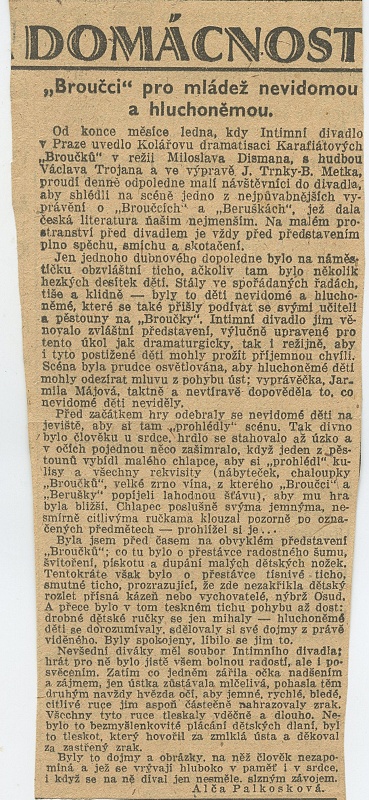 DOMÁCNOST
„Broučci“ pro mládež nevidomou
a hluchoněmou.
Od konce měsíce ledna, kdy Intimní divadlo
v Praze uvedlo Kolářovu dramatisaci Karafiátových
„Broučků“ v režii Miloslava Dismana, s hudbou
Václava Trojana a ve výpravě J. Trnky-B. Metka,
proudí denně odpoledne malí návštěvníci do divadla,
aby shlédli na scéně jedno z nejpůvabnějších vy-
právění o „Broučcích“ a „Beruškách“, jež dala
česká literatura našim nejmenším. Na malém pro-
stranství před divadlem je vždy před představením
plno spěchu, smíchu a skotačení.
Jen jednoho dubnového dopoledne bylo na náměs-
tíčku obzvláštní ticho, ačkoliv tam bylo několik
hezkých desítek dětí. Stály ve spořádaných řadách,
tiše a klidně — byly to děti nevidomé a hlucho-
němé, které se také přišly podívat se svými učiteli
a pěstouny na „Broučky“. Intimní divadlo jim vě-
novalo zvláštní představení, výlučně upravené pro
tento úkol jak dramaturgicky, tak i režijně, aby
i tyto postižené děti mohly prožít příjemnou chvíli.
Scéna byla prudce osvětlována, aby hluchoněmé děti
mohly odezírat mluvu z pohybu úst; vyprávěčka, Jar-
mila Májová, taktně a nevtíravě dopověděla to, co
nevidomé děti neviděly.
Před začátkem hry odebraly se nevidomé děti na
jeviště, aby si tam „prohlédly“ scénu. Tak divno
bylo člověku u srdce, hrdlo se stahovalo až úzko a
v očích pojednou něco zašimralo, když jeden z pěs-
tounů vybídl malého chlapce, aby si „prohlédl“ ku-
lisy a všechny rekvisity (nábyteček, chaloupky
„Broučků“, velké zrno vína, z kterého „Broučci“ a
„Berušky“ popíjeli lahodnou šťávu), aby mu hra
byla bližší. Chlapec poslušně svýma jemnýma, ne-
smírně citlivýma ručkama klouzal pozorně po ozna-
čených předmětech — prohlížel si je . . .
Byla jsem před časem na obvyklém představení
„Broučků“; co tu bylo o přestávce radostného šumu,
švitoření, pískotu a dupání malých dětských nožek.
Tentokráte však bylo o přestávce tísnivé ticho,
smutné ticho, prozrazující, že zde nezakřikla dětský
rozlet přísná kázeň nebo vychovatelé, nýbrž Osud.
A přece bylo v tom teskném tichu pohybu až dost:
drobné dětské ručky se jen míhaly — hluchoněmé
děti se dorozumívaly, sdělovaly si své dojmy z právě
viděného. Byly spokojeny, líbilo se jim to.
Nevšední diváky měl soubor Intimního divadla;
hrát pro ně bylo jistě všem bolnou radostí, ale i po-
svěcením. Zatím co jedněm zářila očka nadšením
a zájmem, jen ústka zůstávala mlčelivá, pohasla těm
druhým navždy hvězda očí, aby jemné, rychlé, bledé,
citlivé ruce jim aspoň částečně nahrazovaly zrak.
Všechny tyto ruce tleskaly vděčně a dlouho. Ne-
bylo to bezmyšlenkovité plácání dětských dlaní, byl
to tleskot, který hovořil za zmlklá ústa a děkoval
za zastřený zrak.
Byly to dojmy a obrázky, na něž člověk nezapo-
míná a jež se vrývají hluboko v paměť i v srdce,
i když se na ně díval jen nesměle, slzným závojem.
Alča Palkosková.